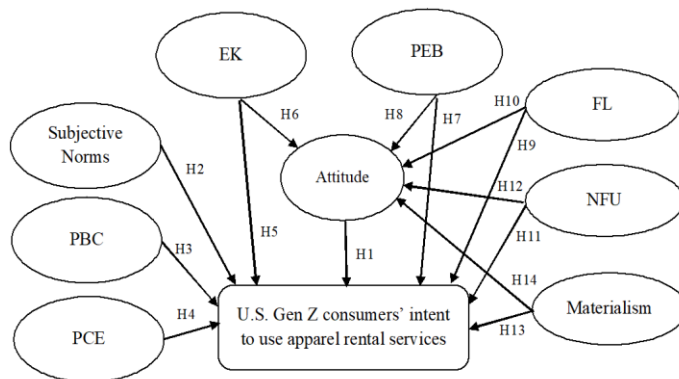 EK
PEB
H6
H8
H7
H10
FL
Subjective
Norms
H2
H9
Attitude
H12
NFU
PBC
H3
H5
H1
H11
H14
PCE
H4
U.S. Gen Z consumers' intent
to use apparel rental services
H13
Materialism